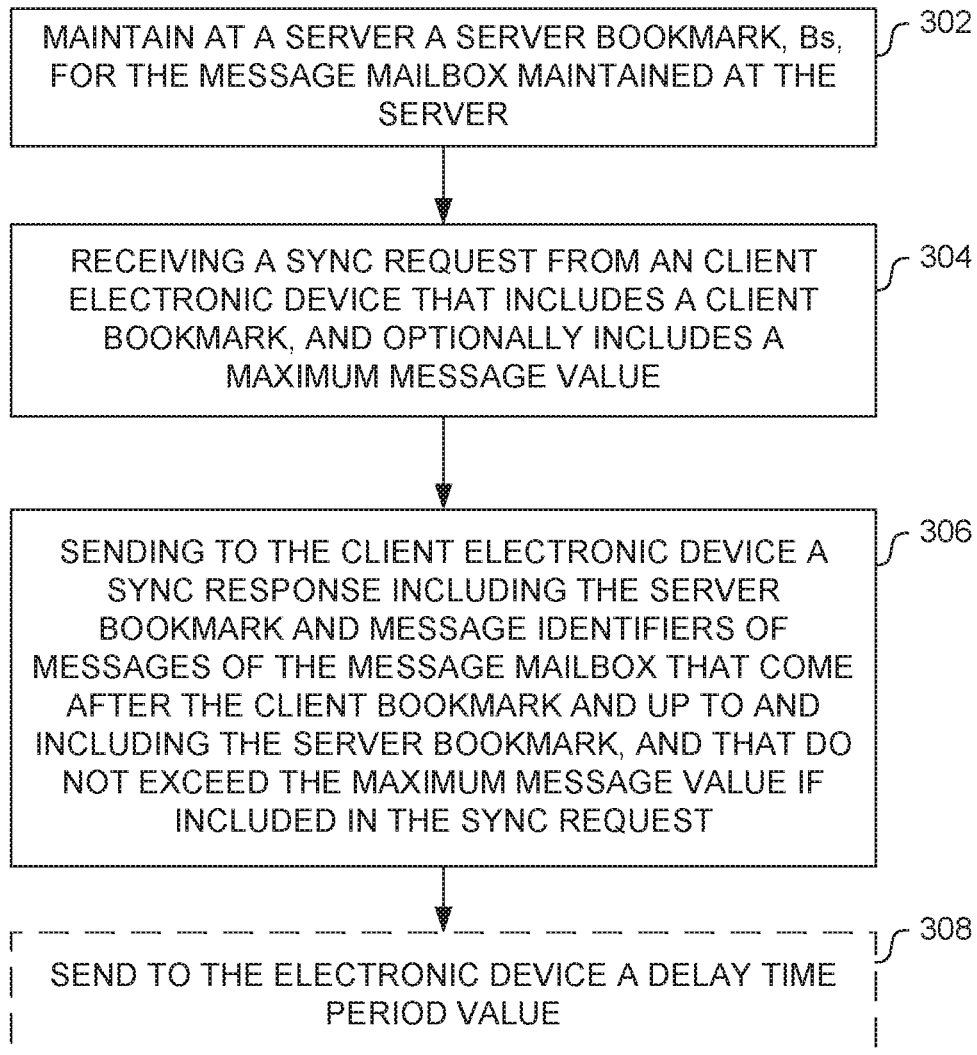 MAINTAIN AT A SERVER A SERVER BOOKMARK, Bs,
FOR THE MESSAGE MAILBOX MAINTAINED AT THE
SERVER
302
RECEIVING A SYNC REQUEST FROM AN CLIENT
ELECTRONIC DEVICE THAT INCLUDES A CLIENT
BOOKMARK, AND OPTIONALLY INCLUDES A
MAXIMUM MESSAGE VALUE
304
SENDING TO THE CLIENT ELECTRONIC DEVICE A
SYNC RESPONSE INCLUDING THE SERVER
BOOKMARK AND MESSAGE IDENTIFIERS OF
MESSAGES OF THE MESSAGE MAILBOX THAT COME
AFTER THE CLIENT BOOKMARK AND UP TO AND
INCLUDING THE SERVER BOOKMARK, AND THAT DO
NOT EXCEED THE MAXIMUM MESSAGE VALUE IF
INCLUDED IN THE SYNC REQUEST
306
SEND TO THE ELECTRONIC DEVICE A DELAY TIME
PERIOD VALUE
308